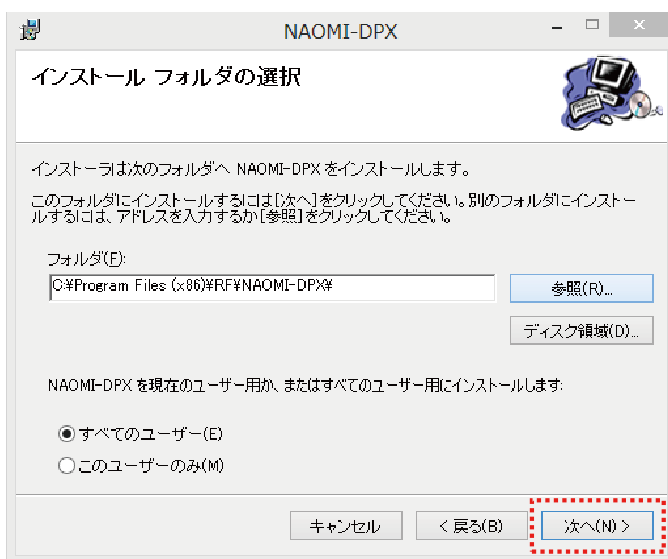 NAOMI-DPX
インストール フォルダの選択
インストーラは次のフォルダへ NAOMI-DPX をインストールします。
このフォルダにインストールするには[次へ]をクリックしてください。別のフォルダにインストー
ルするには、アドレスを入力するか[参照]をクリックしてください。
フォルダ(F):
C:¥Program Files (x86)¥RF¥NAOMI-DPX¥
参照(R)...
ディスク領域(D)...
NAOMI-DPX を現在のユーザー用か、またはすべてのユーザー用にインストールします:
すべてのユーザー(E)
このユーザーのみ(M)
キャンセル
< 戻る(B)
次へ(N) >